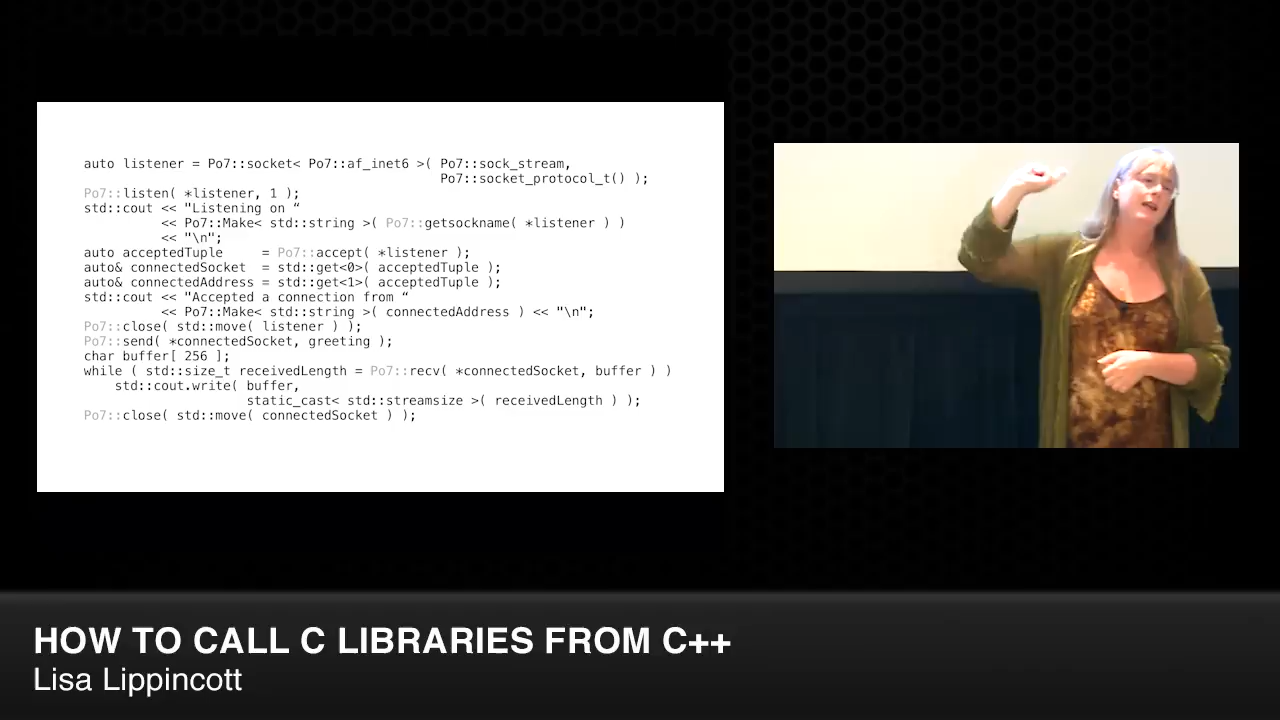 auto listener = Po7::socket< Po7::af_inet6 >( Po7::sock_stream,
Po7::socket_protocol_t() );
Po7::listen( *listener, 1 );
std::cout << "Listening on “
<< Po7::Make< std::string >( Po7::getsockname( *listener ) )
<< "\n";
auto acceptedTuple     = Po7::accept( *listener );
auto& connectedSocket  = std::get<0>( acceptedTuple );
auto& connectedAddress = std::get<1>( acceptedTuple );
std::cout << "Accepted a connection from “
<< Po7::Make< std::string >( connectedAddress ) << "\n";
Po7::close( std::move( listener ) );
Po7::send( *connectedSocket, greeting );
char buffer[ 256 ];
while ( std::size_t receivedLength = Po7::recv( *connectedSocket, buffer ) )
std::cout.write( buffer,
static_cast< std::streamsize >( receivedLength ) );
Po7::close( std::move( connectedSocket ) );
HOW TO CALL C LIBRARIES FROM C++
Lisa Lippincott